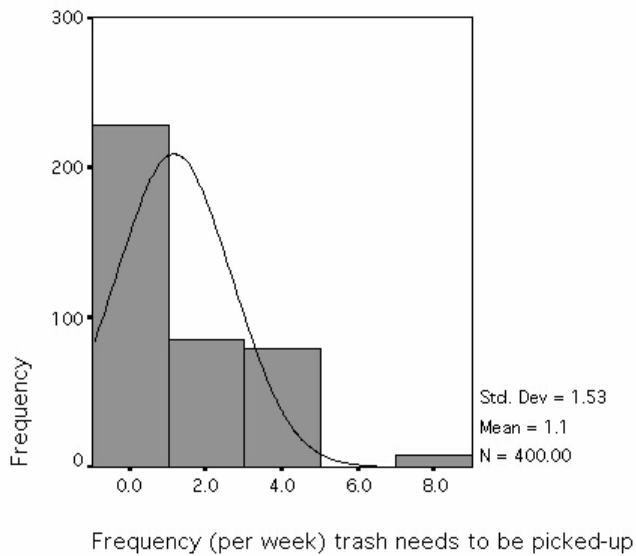 300
200
100
0
Frequency
0.0 2.0 4.0 6.0 8.0
Std. Dev = 1.53
Mean = 1.1
N = 400.00
Frequency (per week) trash needs to be picked-up